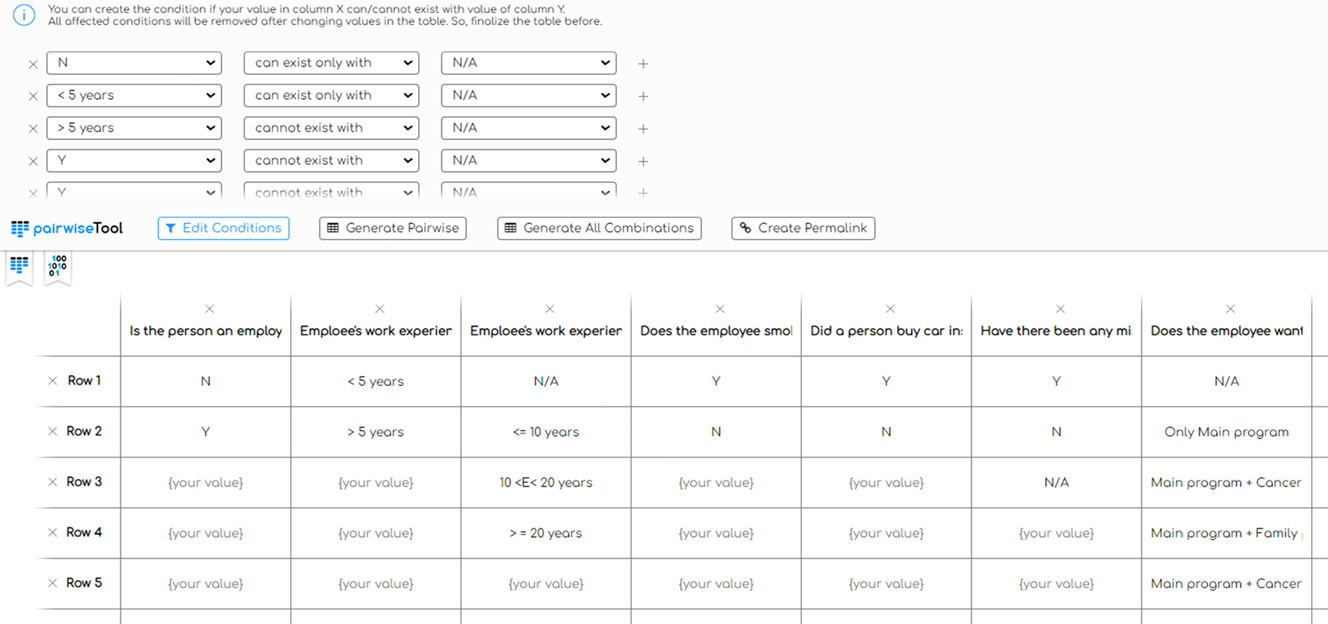 You can create the condition if your value in column X can/cannot exist with value of column Y.
All affected conditions will be removed after changing values in the table. So, finalize the table before.
N can exist only with N/A
< 5 years can exist only with N/A
> 5 years cannot exist with N/A
Y cannot exist with N/A
Y cannot exist with N/A
pairwiseTool Edit Conditions Generate Pairwise Generate All Combinations Create Permalink
100
1010
01
Is the person an employ Emploee's work experier Emploee's work experier Does the employee smol Did a person buy car in: Have there been any mi Does the employee want
Row 1 N < 5 years N/A Y Y Y N/A
Row 2 Y > 5 years <= 10 years N N N Only Main program
Row 3 {your value} {your value} 10 <E< 20 years {your value} {your value} N/A Main program + Cancer
Row 4 {your value} {your value} > = 20 years {your value} {your value} {your value} Main program + Family
Row 5 {your value} {your value} {your value} {your value} {your value} {your value} Main program + Cancer